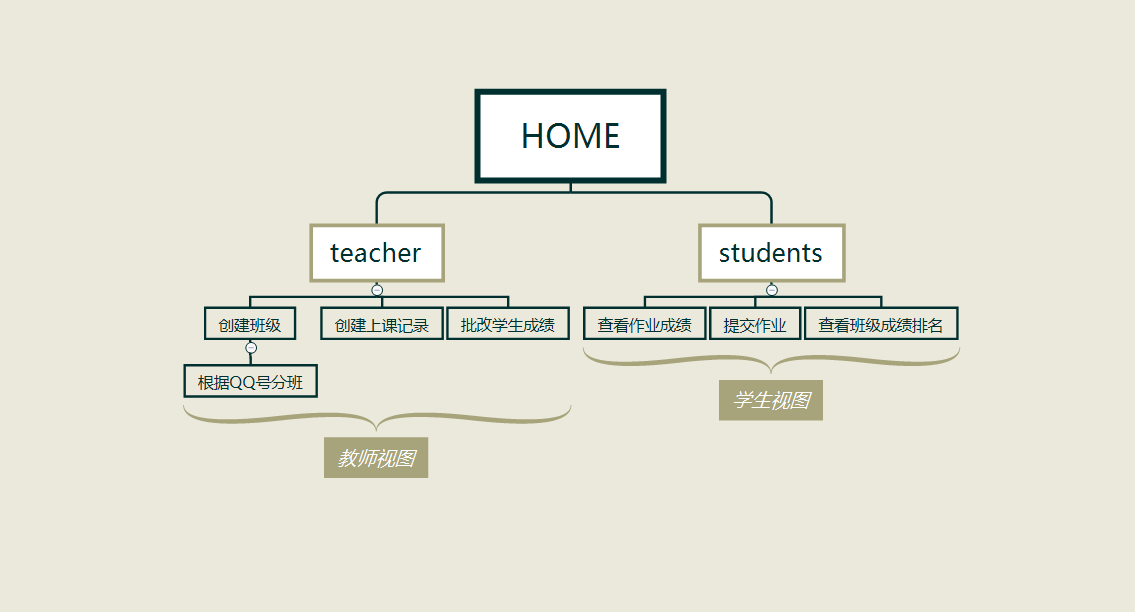 HOME
teacher
students
创建班级
创建上课记录
批改学生成绩
查看作业成绩
提交作业
查看班级成绩排名
根据QQ号分班
学生视图
教师视图